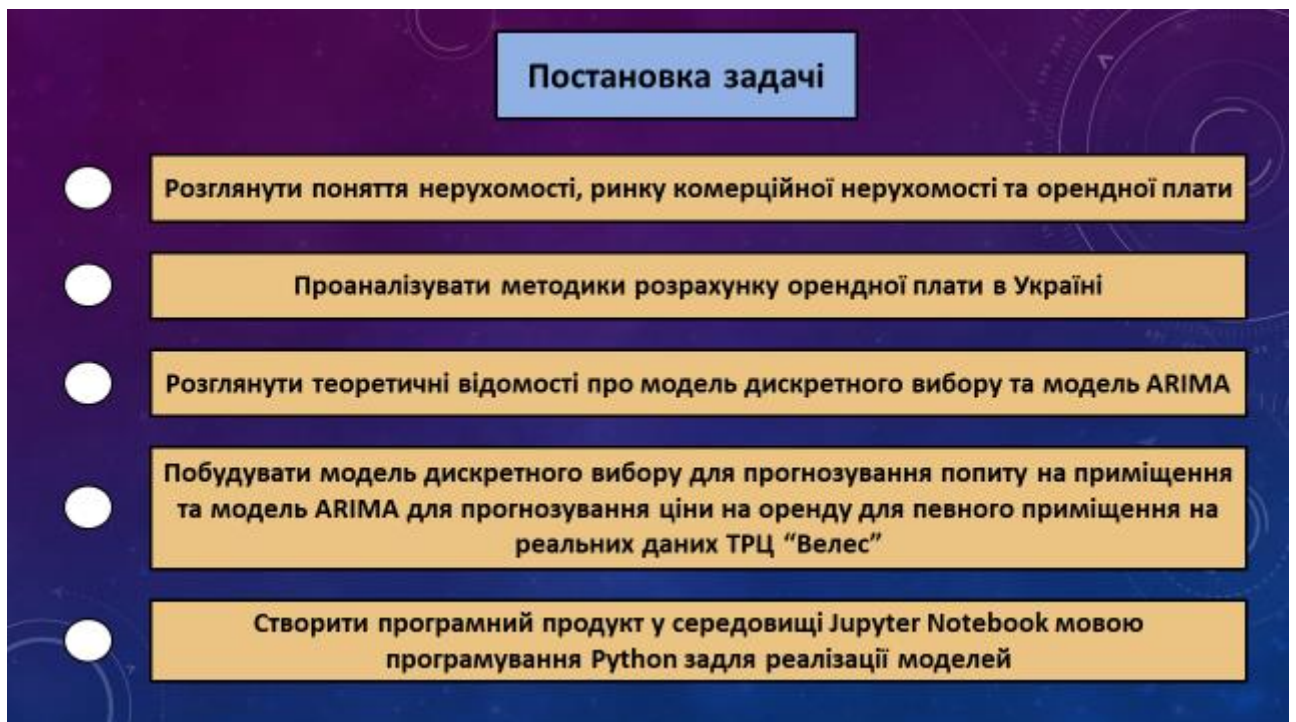 Постановка задачі
Розглянути поняття нерухомості, ринку комерційної нерухомості та орендної плати
Проаналізувати методики розрахунку орендної плати в Україні
Розглянути теоретичні відомості про модель дискретного вибору та модель ARIMA
Побудувати модель дискретного вибору для прогнозування попиту на приміщення
та модель ARIMA для прогнозування ціни на оренду для певного приміщення на
реальних даних ТРЦ “Велес”
Створити програмний продукт у середовищі Jupyter Notebook мовою
програмування Python задля реалізації моделей